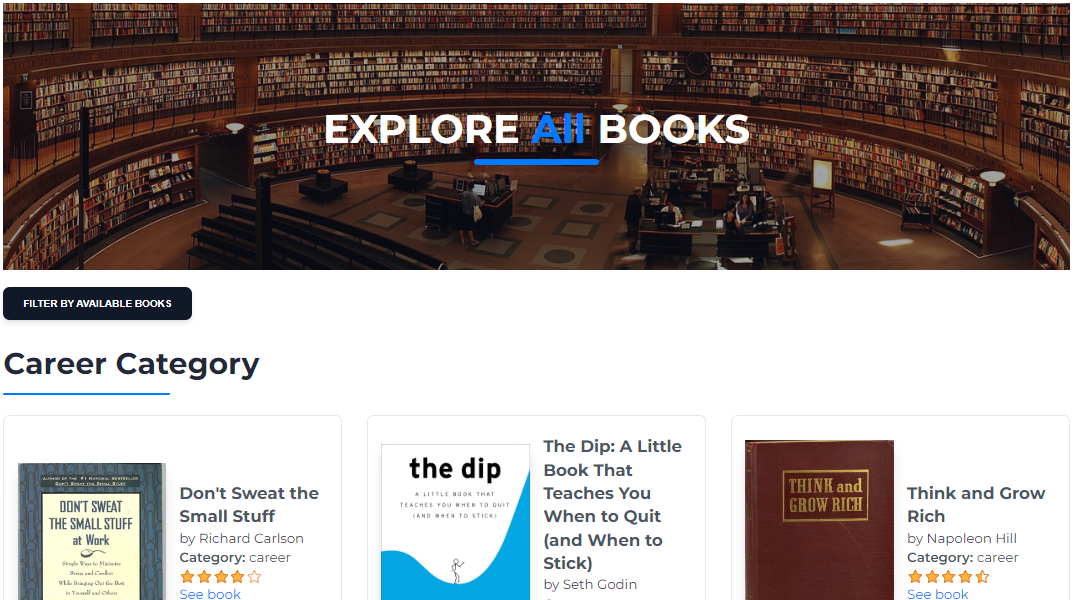 EXPLORE All BOOKS
FILTER BY AVAILABLE BOOKS
Career Category
AUTHOR OF THE #1 NATIONAL BESTSELLER
DON'T SWEAT THE SMALL STUFF
DON'T SWEAT
THE SMALL STUFF
at Work
Simple Ways to Minimize
Stress and Conflict
While Bringing Out the Best
in Yourself and Others
Don't Sweat the
Small Stuff
by Richard Carlson
Category: career
See book
the dip
A LITTLE BOOK THAT
TEACHES YOU WHEN TO QUIT
(AND WHEN TO STICK)
The Dip: A Little
Book That
Teaches You
When to Quit
(and When to
Stick)
by Seth Godin
THINK and
GROW RICH
Think and Grow
Rich
by Napoleon Hill
Category: career
See book